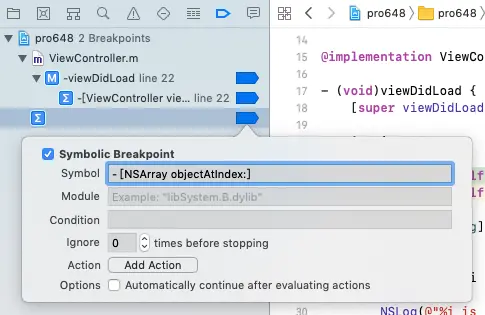 pro648 pro648
pro648 2 Breakpoints
ViewController.m
M -viewDidLoad line 22
Σ -[ViewController vie... line 22
Σ
14
15 @implementation ViewCo
16
17 - (void)viewDidLoad {
18 [super viewDidLoad
Symbolic Breakpoint
Symbol - [NSArray objectAtIndex:]
Module Example: "libSystem.B.dylib"
Condition
Ignore 0 times before stopping
Action Add Action
Options Automatically continue after evaluating actions
NSLog(@"%i is